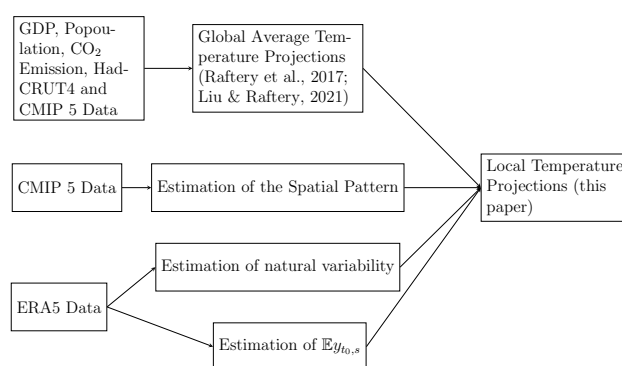 GDP, Popou-
lation, CO₂
Emission, Had-
CRUT4 and
CMIP 5 Data
Global Average Tem-
perature Projections
(Raftery et al., 2017;
Liu & Raftery, 2021)
CMIP 5 Data
Estimation of the Spatial Pattern
Local Temperature
Projections (this
paper)
Estimation of natural variability
ERA5 Data
Estimation of 𝔼y_{t₀,s}